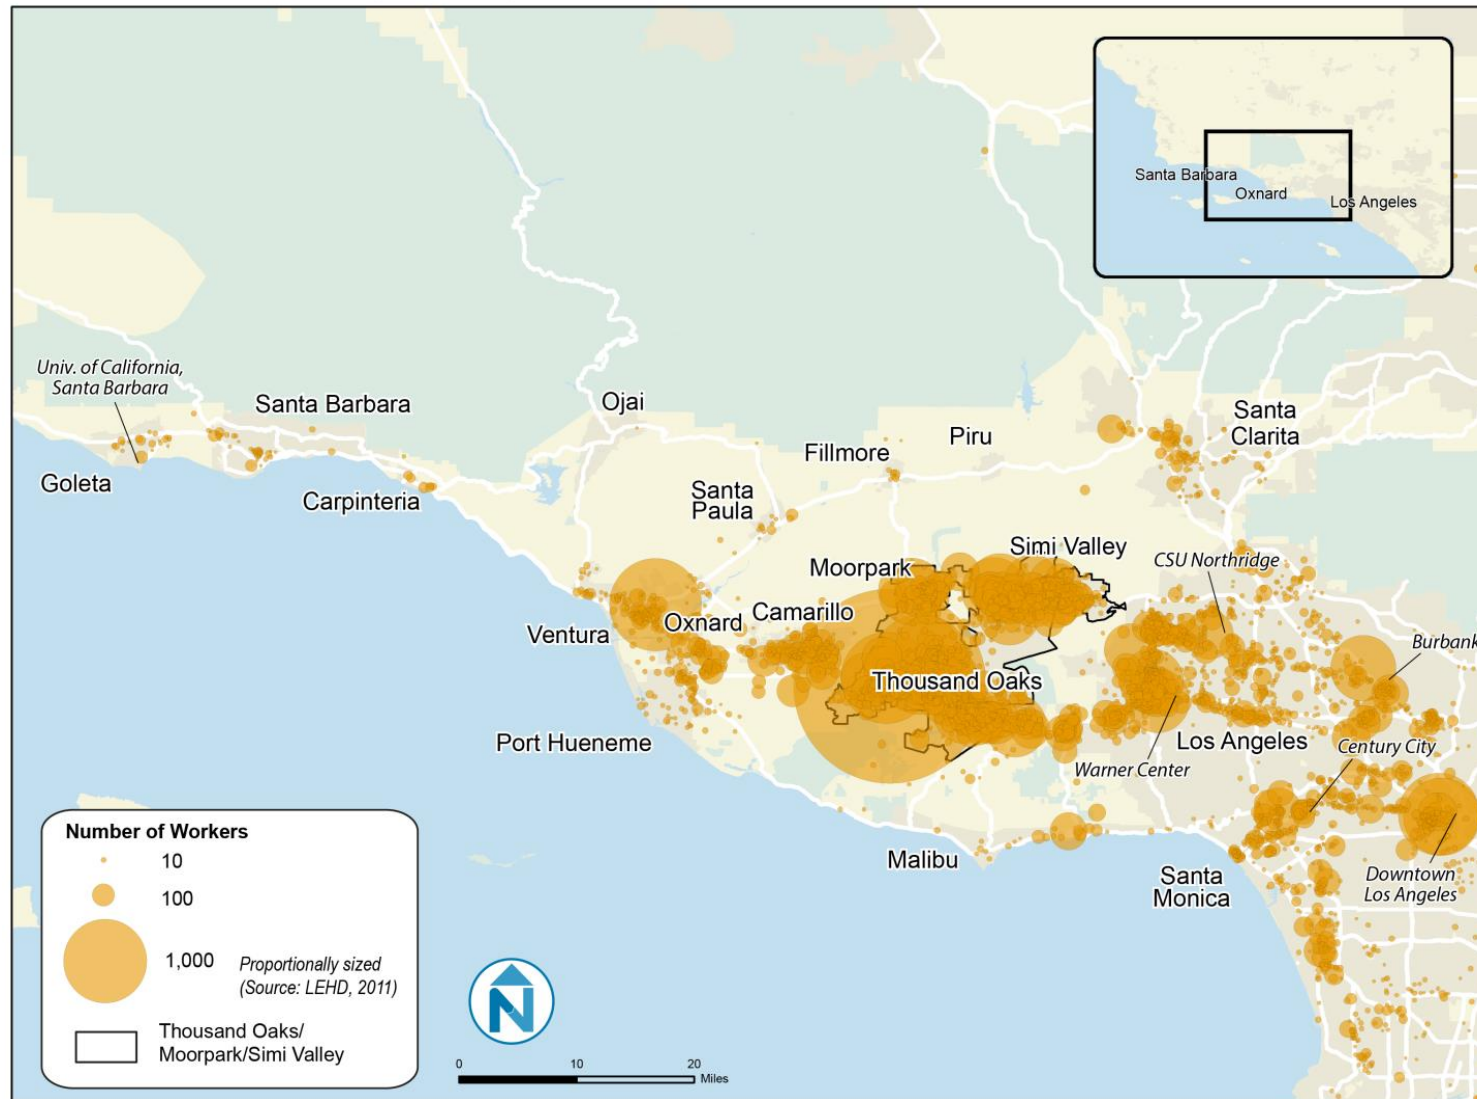 Santa Barbara
Oxnard
Los Angeles
Univ. of California,
Santa Barbara
Santa Barbara
Goleta
Carpinteria
Ojai
Santa
Paula
Fillmore
Piru
Santa
Clarita
Moorpark
Simi Valley
CSU Northridge
Ventura
Oxnard
Camarillo
Burbank
Thousand Oaks
Port Hueneme
Los Angeles
Century City
Warner Center
Malibu
Santa
Monica
Downtown
Los Angeles
Number of Workers
10
100
1,000
Proportionally sized
(Source: LEHD, 2011)
Thousand Oaks/
Moorpark/Simi Valley
N
0 10 20
Miles